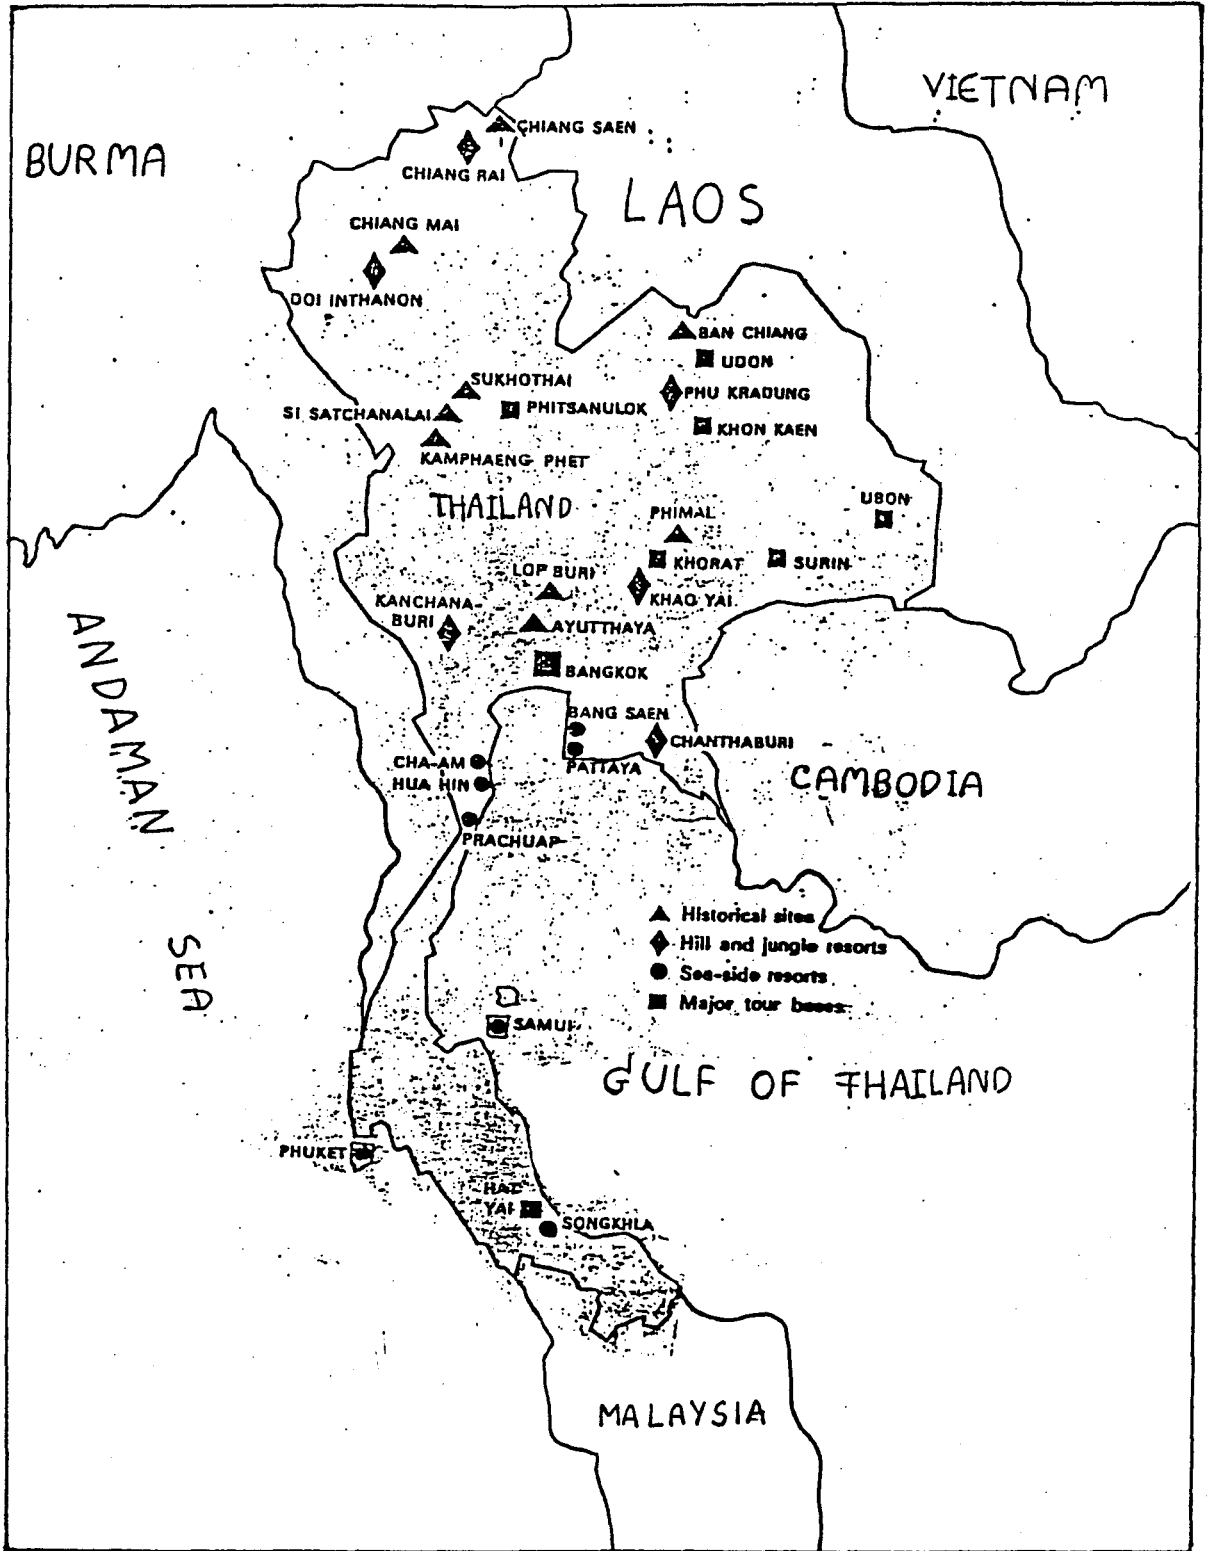 VIETNAM
BURMA
CHIANG SAEN
CHIANG RAI
LAOS
CHIANG MAI
DOI INTHANON
BAN CHIANG
UDON
SUKHOTHAI
PHU KRADUNG
SI SATCHANALAI
PHITSANULOK
KHON KAEN
KAMPHAENG PHET
THAILAND
UBON
PHIMAI
KHORAT
SURIN
LOP BURI
KHAO YAI
KANCHANA-
BURI
AYUTTHAYA
BANGKOK
ANDAMAN
SEA
BANG SAEN
CHANTHABURI
CHA-AM
PATTAYA
HUA HIN
CAMBODIA
PRACHUAP
Historical sites
Hill and jungle resorts
Sea-side resorts
Major tour bases
SAMUI
GULF OF THAILAND
PHUKET
HAT
YAI
SONGKHLA
MALAYSIA